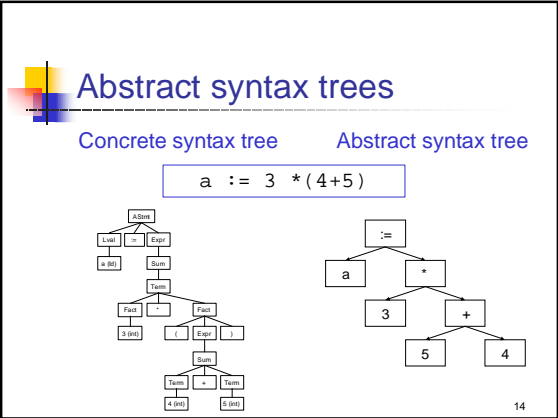 Abstract syntax trees
Concrete syntax tree Abstract syntax tree
a := 3 *(4+5)
AStmt
Lval := Expr
a (Id) Sum
Term
Fact * Fact
3 (int) ( Expr )
Sum
Term + Term
4 (int) 5 (int)
:=
a *
3 +
5 4
14